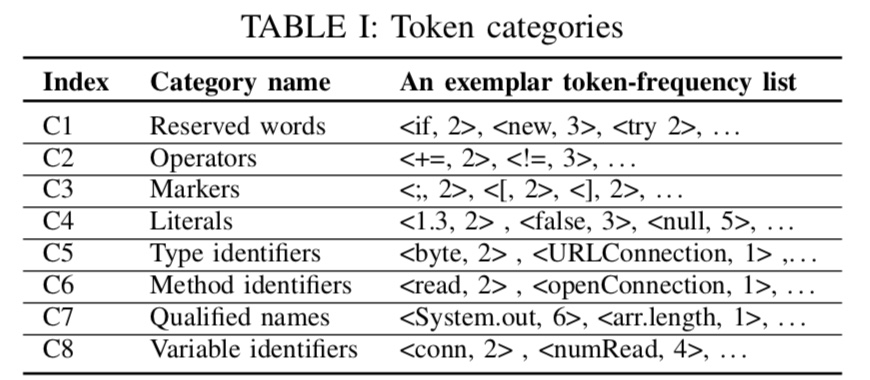 TABLE I: Token categories
Index Category name An exemplar token-frequency list
C1 Reserved words <if, 2>, <new, 3>, <try 2>, ...
C2 Operators <+=, 2>, <!=, 3>, ...
C3 Markers <;, 2>, <[, 2>, <], 2>, ...
C4 Literals <1.3, 2> , <false, 3>, <null, 5>, ...
C5 Type identifiers <byte, 2> , <URLConnection, 1> ,...
C6 Method identifiers <read, 2> , <openConnection, 1>, ...
C7 Qualified names <System.out, 6>, <arr.length, 1>, ...
C8 Variable identifiers <conn, 2> , <numRead, 4>, ...